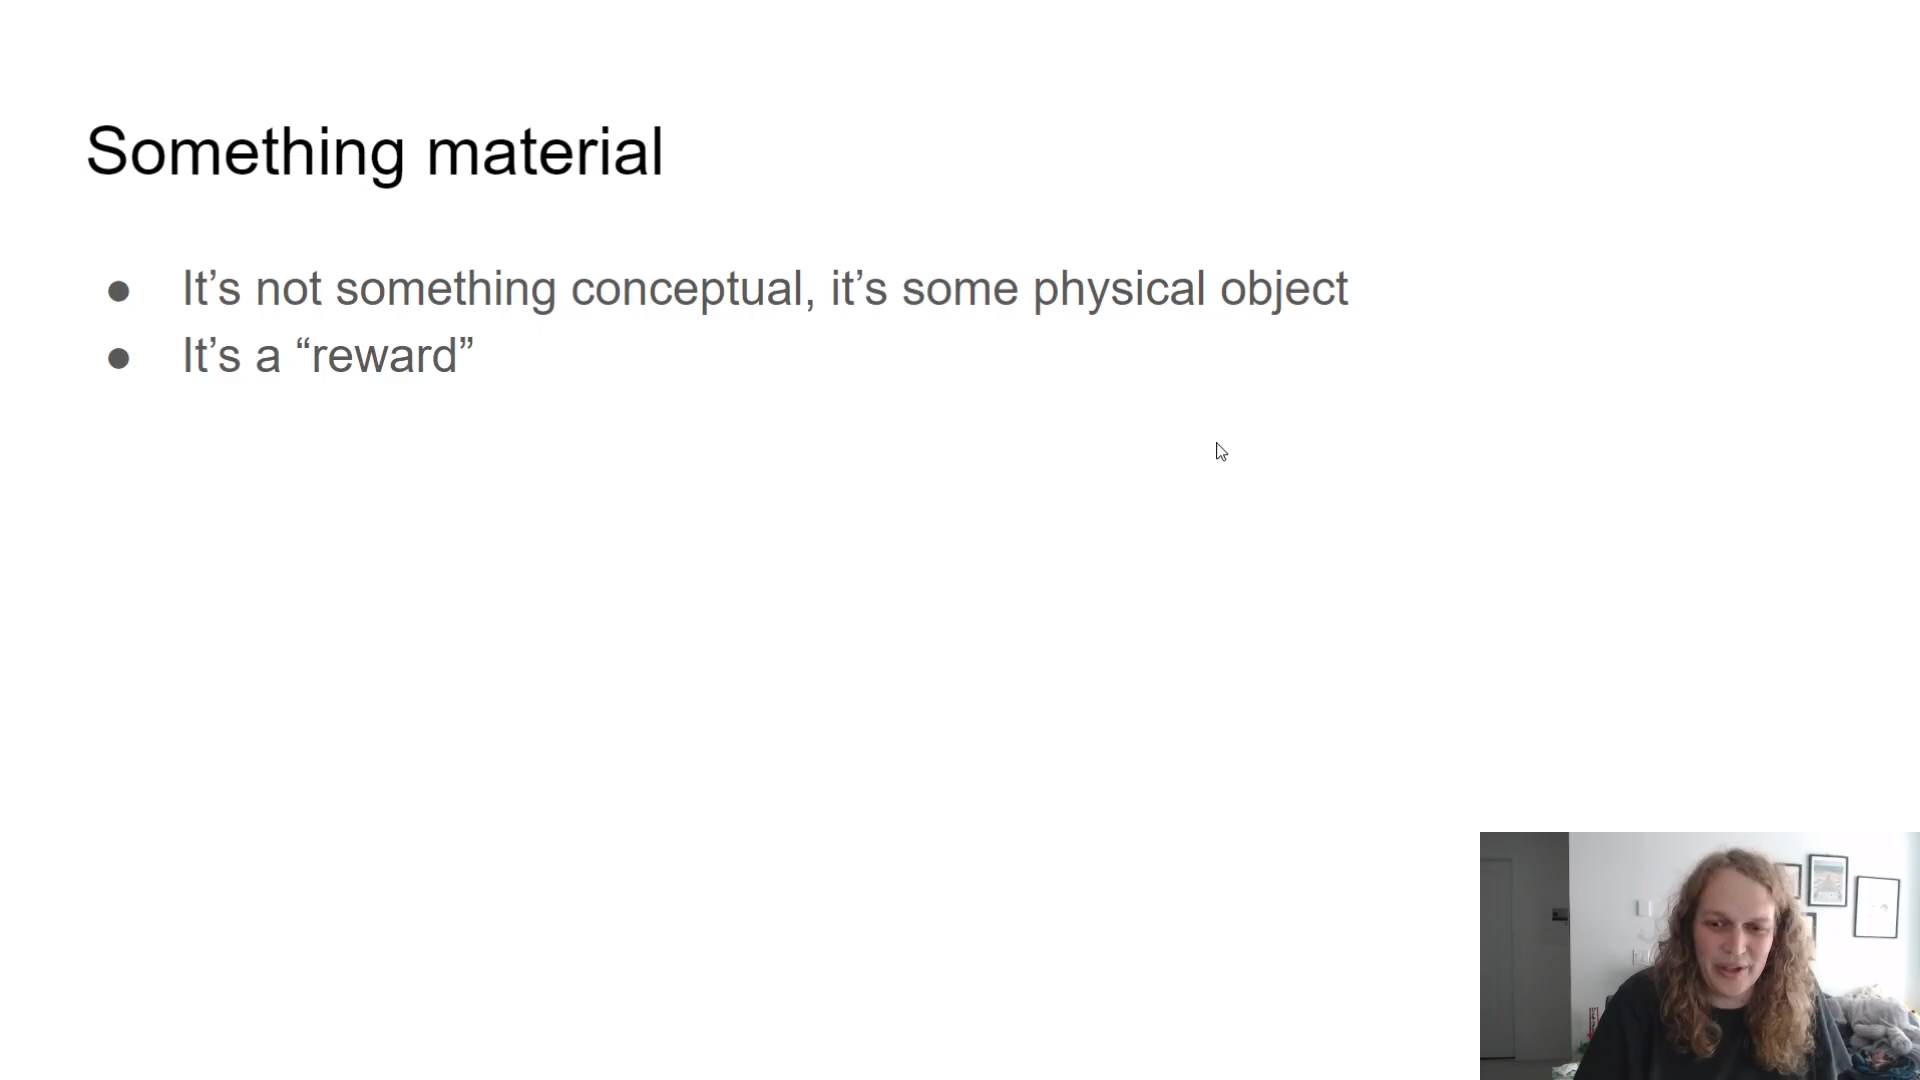 Something material
● It’s not something conceptual, it’s some physical object
● It’s a “reward”